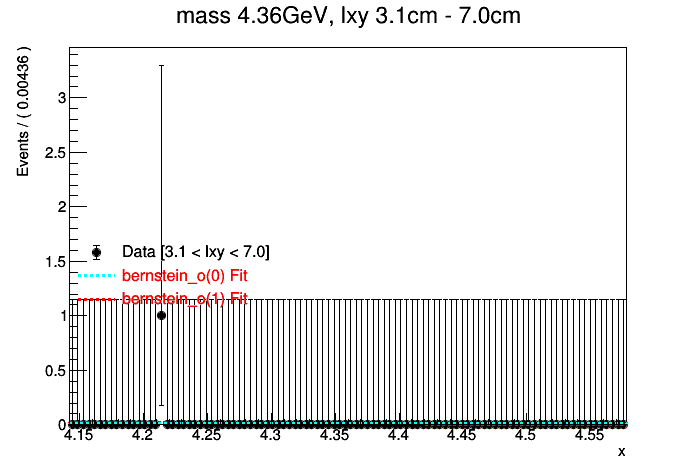 mass 4.36GeV, lxy 3.1cm - 7.0cm
Events / ( 0.00436 )
3
2.5
2
1.5
1
0.5
0
Data [3.1 < lxy < 7.0]
bernstein_o(0) Fit
bernstein_o(1) Fit
4.15 4.2 4.25 4.3 4.35 4.4 4.45 4.5 4.55
x